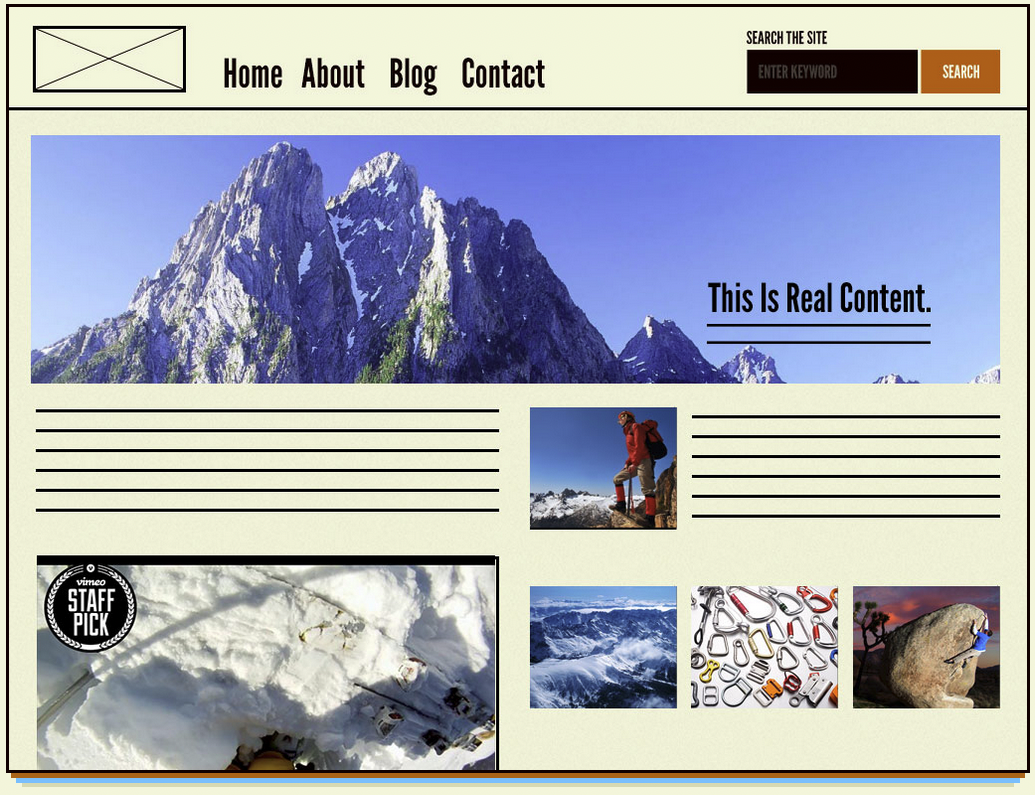 SEARCH THE SITE
Home About Blog Contact
ENTER KEYWORD
SEARCH
This Is Real Content.
vimeo
STAFF
PICK